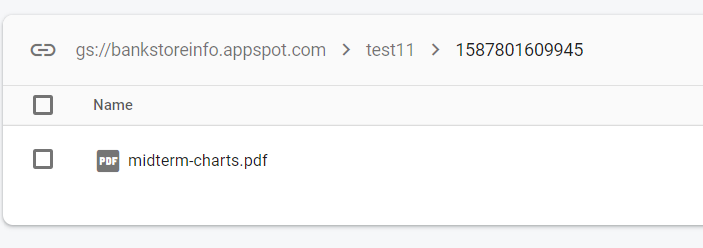 gs://bankstoreinfo.appspot.com > test11 > 1587801609945
Name
PDF midterm-charts.pdf